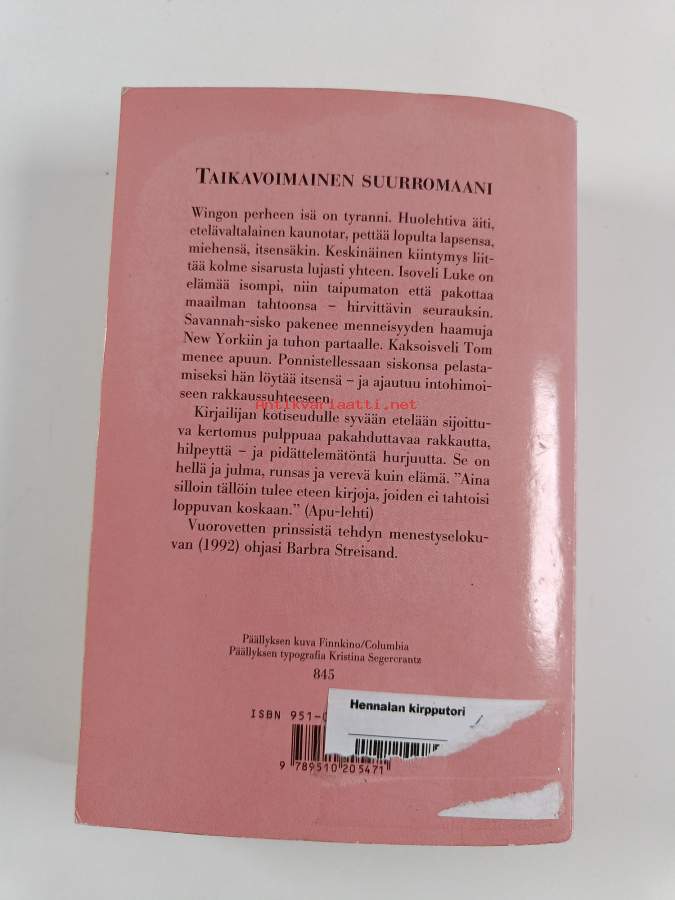 TAIKAVOIMAINEN SUURROMAANI
Wingon perheen isä on tyranni. Huolehtiva äiti,
etelävaltalainen kaunotar, pettää lopulta lapsensa,
miehensä, itsensäkin. Keskinäinen kiintymys liit-
tää kolme sisarusta lujasti yhteen. Isoveli Luke on
elämää isompi, niin taipumaton että pakottaa
maailman tahtoonsa – hirvittävin seurauksin.
Savannah-sisko pakenee menneisyyden haamuja
New Yorkiin ja tuhon partaalle. Kaksoisveli Tom
menee apuun. Ponnistellessaan siskonsa pelasta-
miseksi hän löytää itsensä – ja ajautuu intohimoi-
seen rakkaussuhteeseen.
Antikvariaatti.net
Kirjailijan kotiseudulle syvään etelään sijoittu-
va kertomus pulppuaa pakahduttavaa rakkautta,
hilpeyttä – ja pidättelemätöntä hurjuutta. Se on
hellä ja julma, runsas ja verevä kuin elämä. ”Aina
silloin tällöin tulee eteen kirjoja, joiden ei tahtoisi
loppuvan koskaan.” (Apu-lehti)
Vuorovetten prinssistä tehdyn menestyseloku-
van (1992) ohjasi Barbra Streisand.
Päällyksen kuva Finnkino/Columbia
Päällyksen typografia Kristina Segercrantz
845
Hennalan kirpputori
ISBN 951-0
9 789510 205471